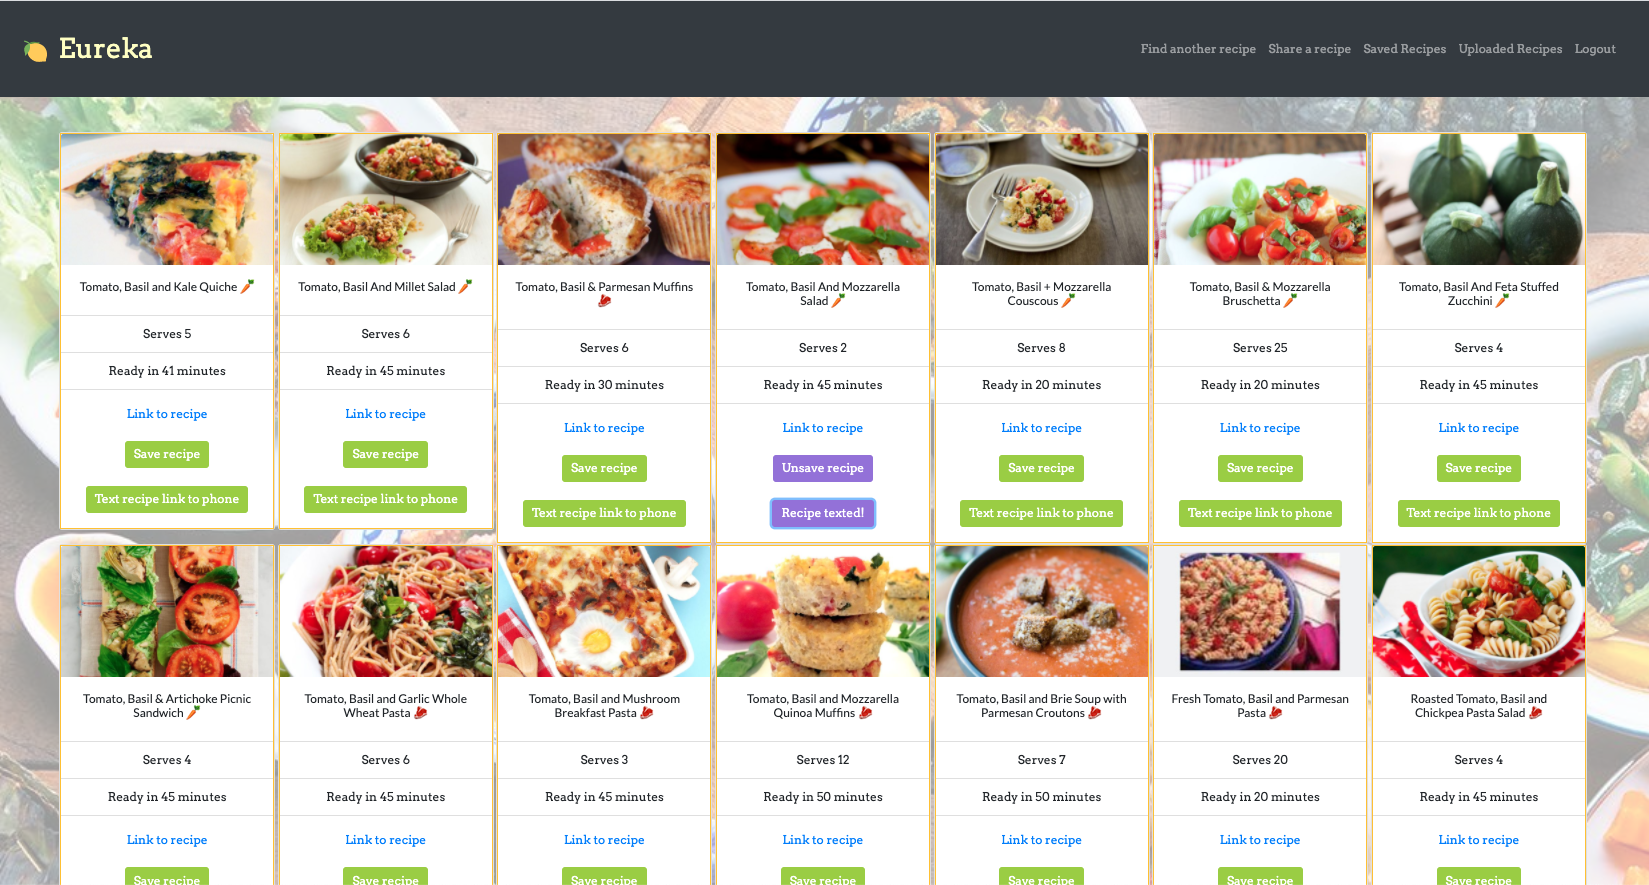 Eureka
Find another recipe Share a recipe Saved Recipes Uploaded Recipes Logout
Tomato, Basil and Kale Quiche 🥕
Serves 5
Ready in 41 minutes
Link to recipe
Save recipe
Text recipe link to phone
Tomato, Basil And Millet Salad 🥕
Serves 6
Ready in 45 minutes
Link to recipe
Save recipe
Text recipe link to phone
Tomato, Basil & Parmesan Muffins
🥩
Serves 6
Ready in 30 minutes
Link to recipe
Save recipe
Text recipe link to phone
Tomato, Basil And Mozzarella
Salad 🥕
Serves 2
Ready in 45 minutes
Link to recipe
Unsave recipe
Recipe texted!
Tomato, Basil + Mozzarella
Couscous 🥕
Serves 8
Ready in 20 minutes
Link to recipe
Save recipe
Text recipe link to phone
Tomato, Basil & Mozzarella
Bruschetta 🥕
Serves 25
Ready in 20 minutes
Link to recipe
Save recipe
Text recipe link to phone
Tomato, Basil And Feta Stuffed
Zucchini 🥕
Serves 4
Ready in 45 minutes
Link to recipe
Save recipe
Text recipe link to phone
Tomato, Basil & Artichoke Picnic
Sandwich 🥕
Serves 4
Ready in 45 minutes
Link to recipe
Save recipe
Tomato, Basil and Garlic Whole
Wheat Pasta 🥩
Serves 6
Ready in 45 minutes
Link to recipe
Save recipe
Tomato, Basil and Mushroom
Breakfast Pasta 🥩
Serves 3
Ready in 45 minutes
Link to recipe
Save recipe
Tomato, Basil and Mozzarella
Quinoa Muffins 🥩
Serves 12
Ready in 50 minutes
Link to recipe
Save recipe
Tomato, Basil and Brie Soup with
Parmesan Croutons 🥩
Serves 7
Ready in 50 minutes
Link to recipe
Save recipe
Fresh Tomato, Basil and Parmesan
Pasta 🥩
Serves 20
Ready in 20 minutes
Link to recipe
Save recipe
Roasted Tomato, Basil and
Chickpea Pasta Salad 🥩
Serves 4
Ready in 45 minutes
Link to recipe
Save recipe